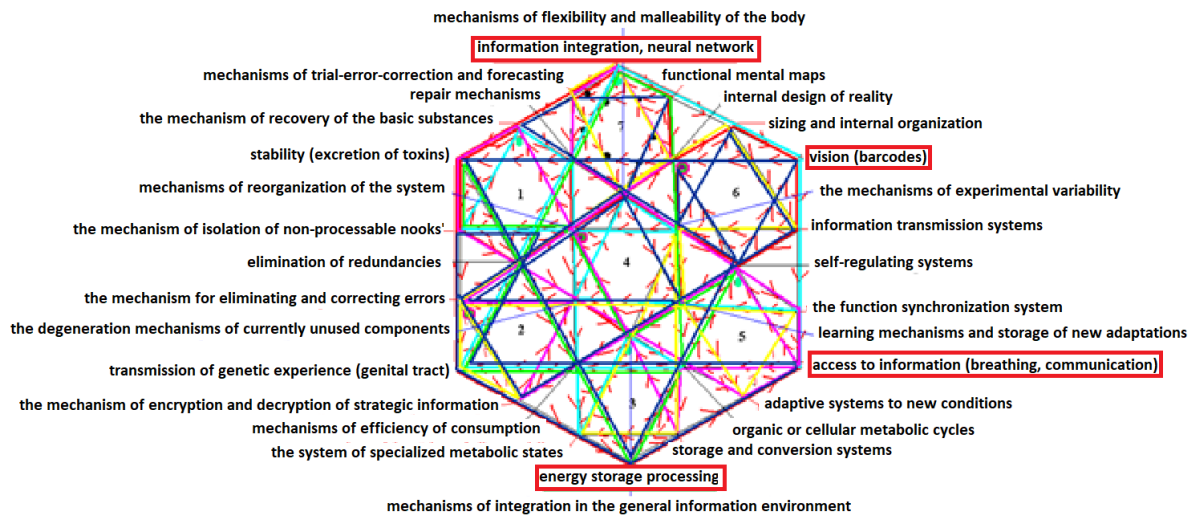 mechanisms of flexibility and malleability of the body
information integration, neural network
mechanisms of trial-error-correction and forecasting
functional mental maps
repair mechanisms
internal design of reality
the mechanism of recovery of the basic substances
sizing and internal organization
7
stability (excretion of toxins)
vision (barcodes)
mechanisms of reorganization of the system
1
6
the mechanisms of experimental variability
the mechanism of isolation of non-processable nooks'
information transmission systems
elimination of redundancies
4
self-regulating systems
the mechanism for eliminating and correcting errors
the function synchronization system
the degeneration mechanisms of currently unused components
2
5
learning mechanisms and storage of new adaptations
transmission of genetic experience (genital tract)
access to information (breathing, communication)
the mechanism of encryption and decryption of strategic information
3
adaptive systems to new conditions
mechanisms of efficiency of consumption
organic or cellular metabolic cycles
the system of specialized metabolic states
storage and conversion systems
energy storage processing
mechanisms of integration in the general information environment